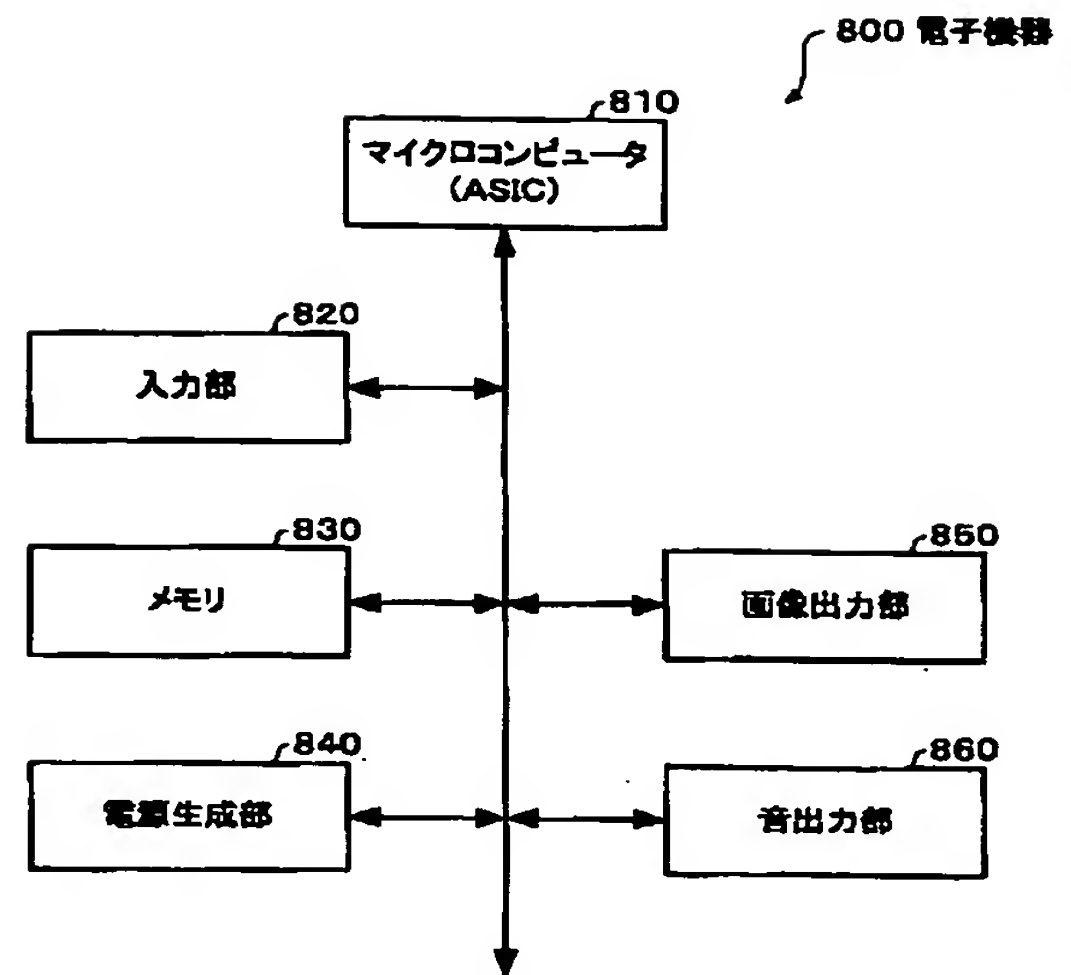 800 電子機器
810
マイクロコンピュータ
(ASIC)
820
入力部
830
メモリ
850
画像出力部
840
電源生成部
860
音出力部